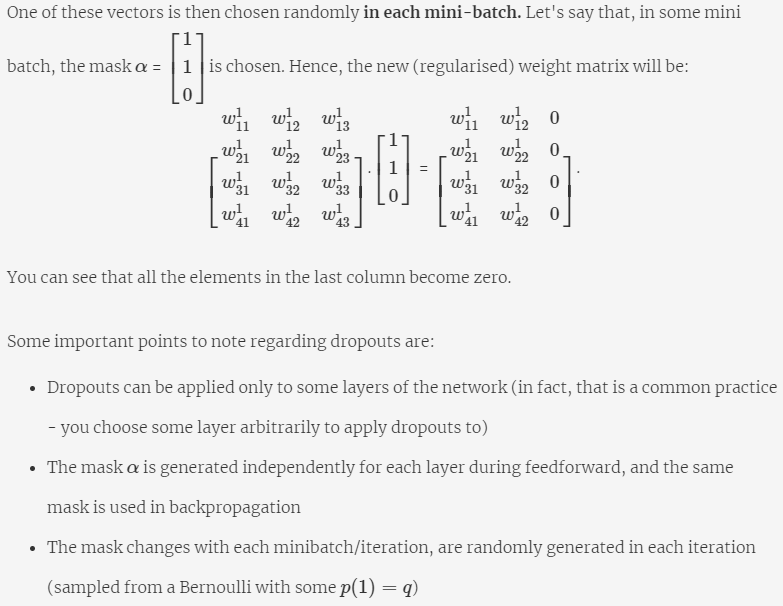 One of these vectors is then chosen randomly in each mini-batch. Let's say that, in some mini
batch, the mask α = [1 1 0] is chosen. Hence, the new (regularised) weight matrix will be:
[w¹₁₁ w¹₁₂ w¹₁₃
w¹₂₁ w¹₂₂ w¹₂₃
w¹₃₁ w¹₃₂ w¹₃₃
w¹₄₁ w¹₄₂ w¹₄₃] . [1 1 0] = [w¹₁₁ w¹₁₂ 0
w¹₂₁ w¹₂₂ 0
w¹₃₁ w¹₃₂ 0
w¹₄₁ w¹₄₂ 0].
You can see that all the elements in the last column become zero.
Some important points to note regarding dropouts are:
• Dropouts can be applied only to some layers of the network (in fact, that is a common practice
- you choose some layer arbitrarily to apply dropouts to)
• The mask α is generated independently for each layer during feedforward, and the same
mask is used in backpropagation
• The mask changes with each minibatch/iteration, are randomly generated in each iteration
(sampled from a Bernoulli with some p(1) = q)